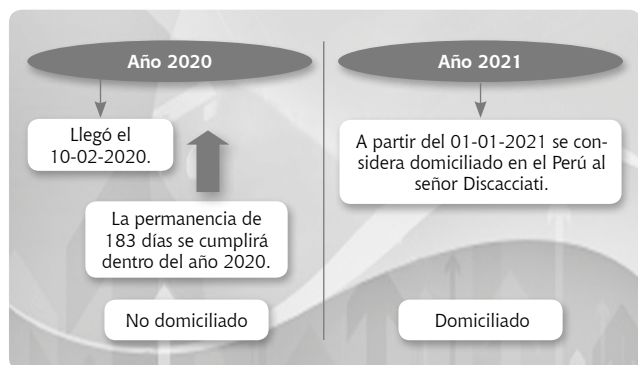 Año 2020
Llegó el
10-02-2020.
La permanencia de
183 días se cumplirá
dentro del año 2020.
No domiciliado
Año 2021
A partir del 01-01-2021 se con-
sidera domiciliado en el Perú al
señor Discacciati.
Domiciliado